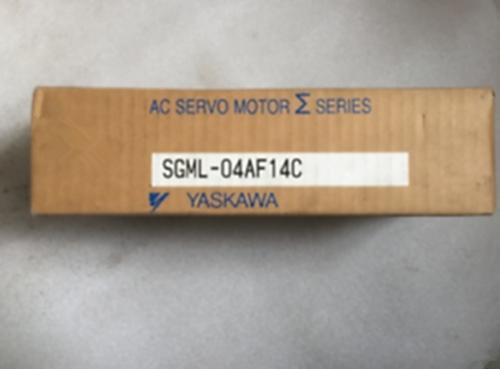 AC SERVO MOTOR Σ SERIES
SGML-04AF14C
YASKAWA